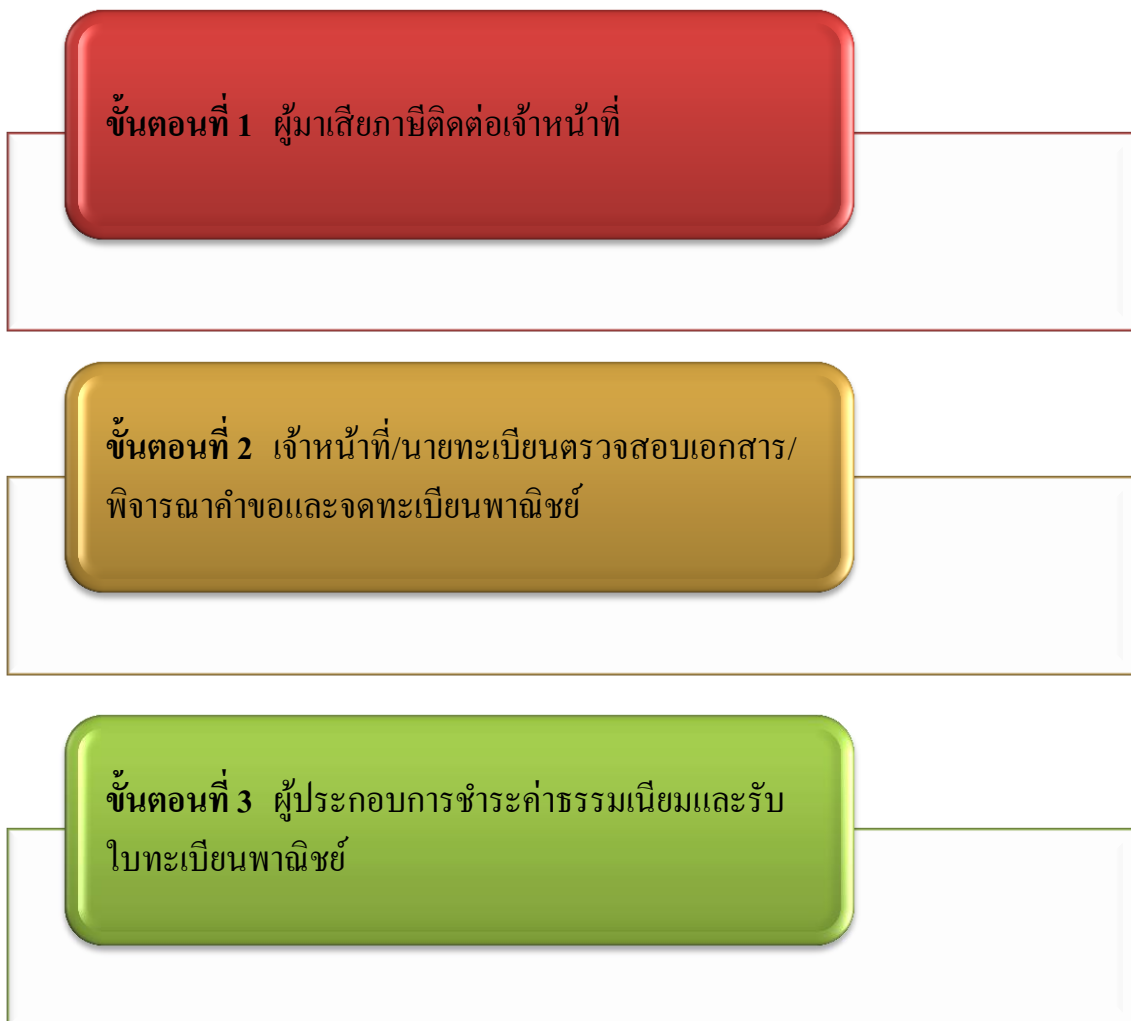 ขั้นตอนที่ 1 ผู้มาเสียภาษีติดต่อเจ้าหน้าที่
ขั้นตอนที่ 2 เจ้าหน้าที่/นายทะเบียนตรวจสอบเอกสาร/
พิจารณาคำขอและจดทะเบียนพาณิชย์
ขั้นตอนที่ 3 ผู้ประกอบการชำระค่าธรรมเนียมและรับ
ใบทะเบียนพาณิชย์